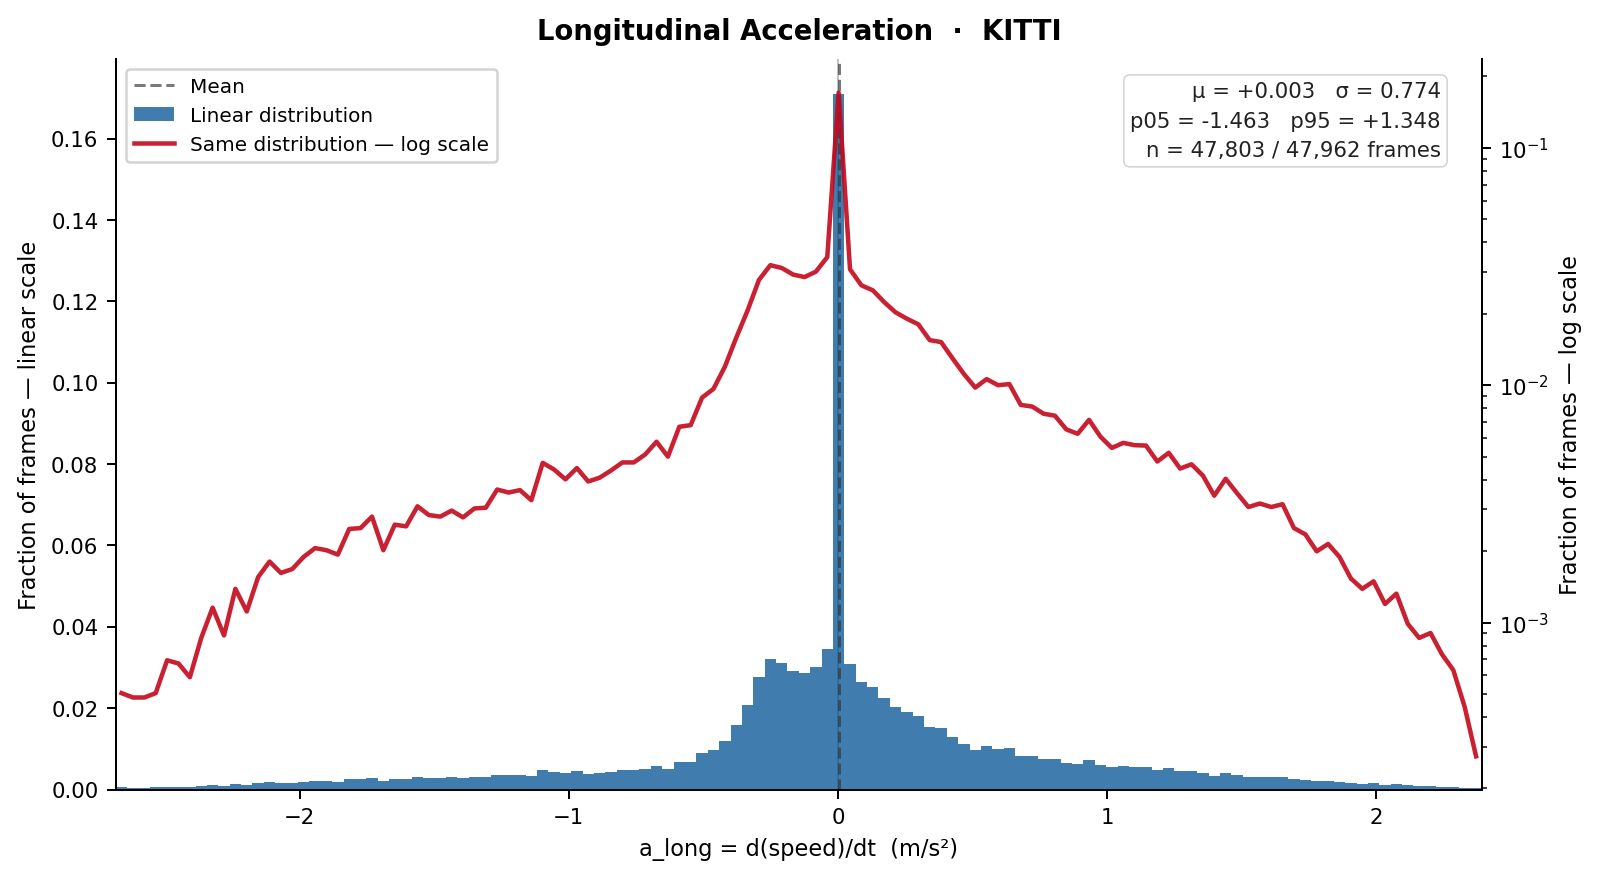 Longitudinal Acceleration · KITTI
Mean
Linear distribution
Same distribution — log scale
μ = +0.003 σ = 0.774
p05 = -1.463 p95 = +1.348
n = 47,803 / 47,962 frames
Fraction of frames — linear scale
0.16
0.14
0.12
0.10
0.08
0.06
0.04
0.02
0.00
Fraction of frames — log scale
10⁻¹
10⁻²
10⁻³
−2
−1
0
1
2
a_long = d(speed)/dt (m/s²)